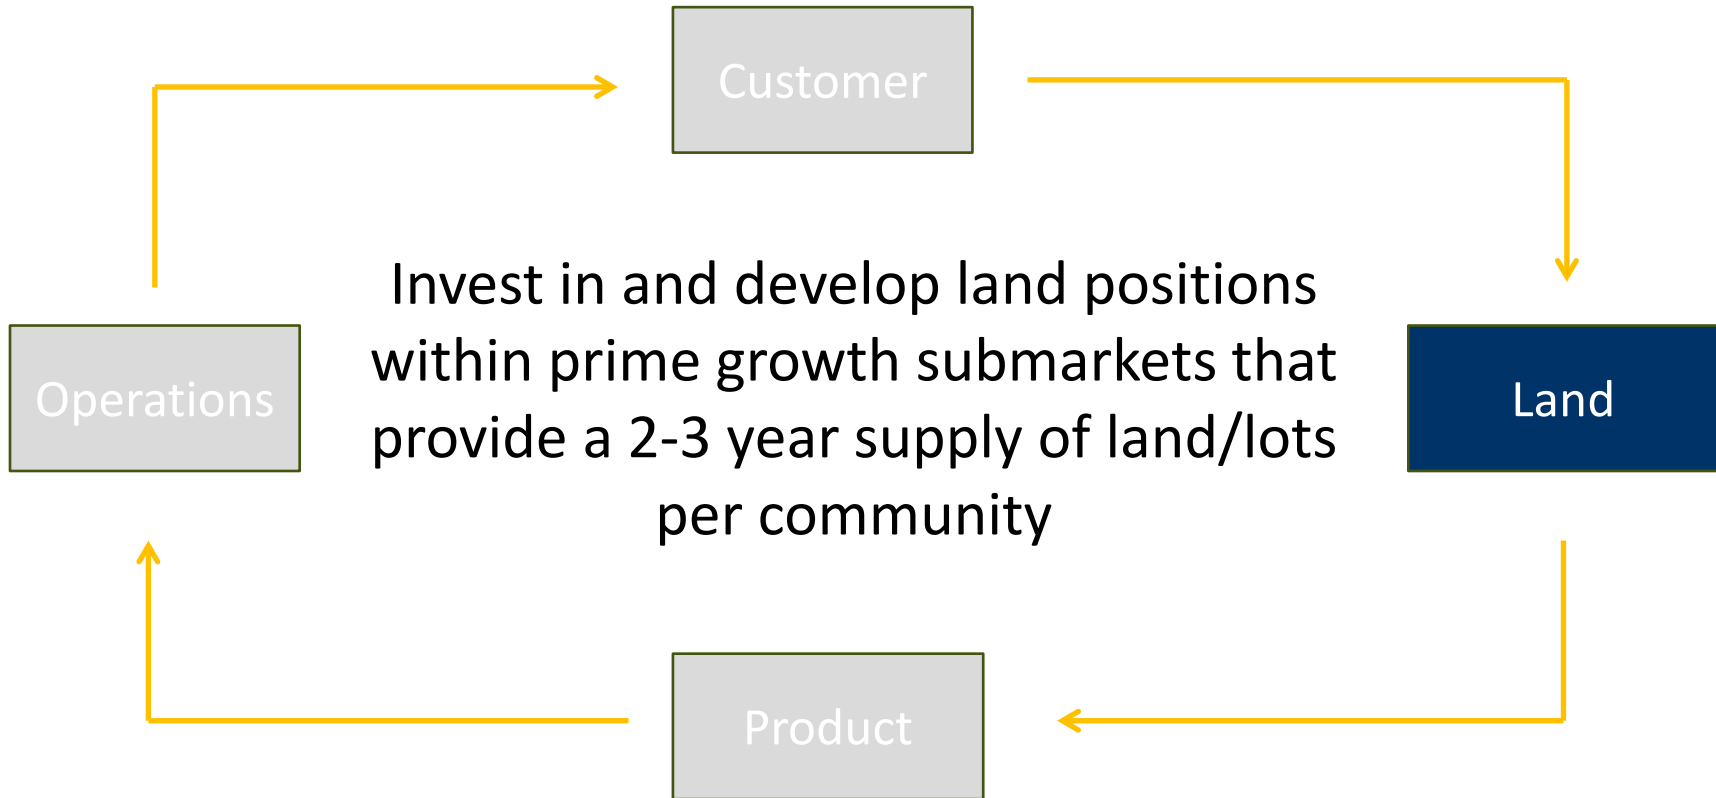 Customer
Invest in and develop land positions
within prime growth submarkets that
provide a 2-3 year supply of land/lots
per community
Operations
Land
Product